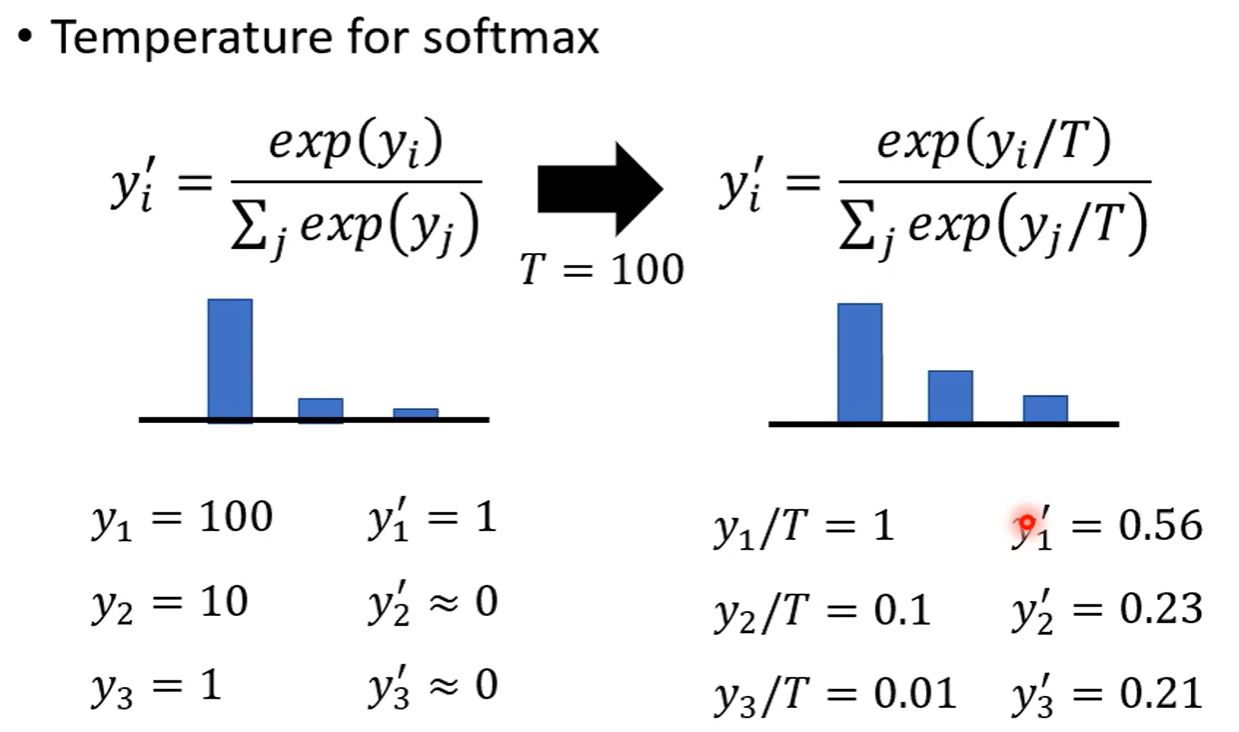 • Temperature for softmax
y′ᵢ = exp(yᵢ) / ∑ⱼ exp(yⱼ)
T = 100
y′ᵢ = exp(yᵢ/T) / ∑ⱼ exp(yⱼ/T)
y₁ = 100 y′₁ = 1 y₁/T = 1 y′₁ = 0.56
y₂ = 10 y′₂ ≈ 0 y₂/T = 0.1 y′₂ = 0.23
y₃ = 1 y′₃ ≈ 0 y₃/T = 0.01 y′₃ = 0.21